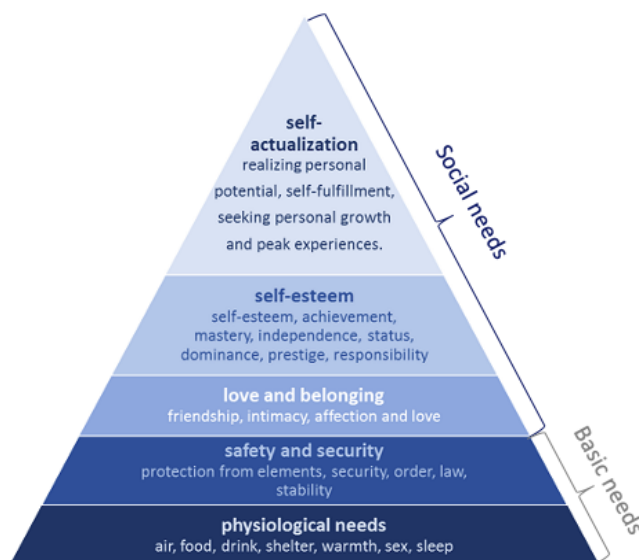 self-
actualization
realizing personal
potential, self-fulfillment,
seeking personal growth
and peak experiences.
Social needs
self-esteem
self-esteem, achievement,
mastery, independence, status,
dominance, prestige, responsibility
love and belonging
friendship, intimacy, affection and love
safety and security
protection from elements, security, order, law,
stability
Basic needs
physiological needs
air, food, drink, shelter, warmth, sex, sleep